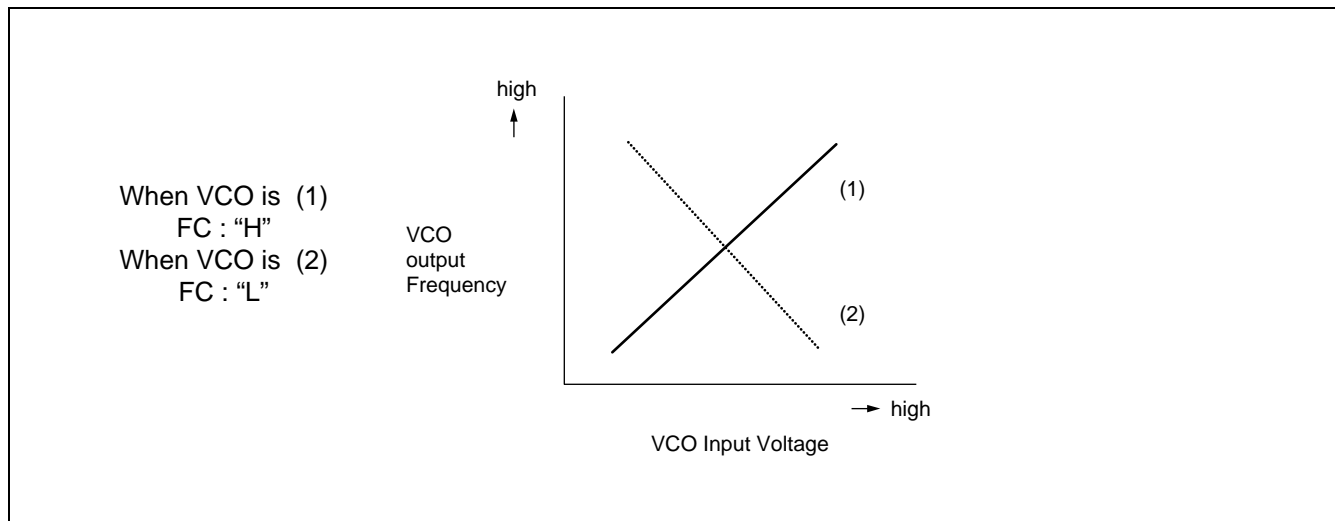 When VCO is (1)
FC : “H”
When VCO is (2)
FC : “L”
high
VCO
output
Frequency
(1)
(2)
high
VCO Input Voltage